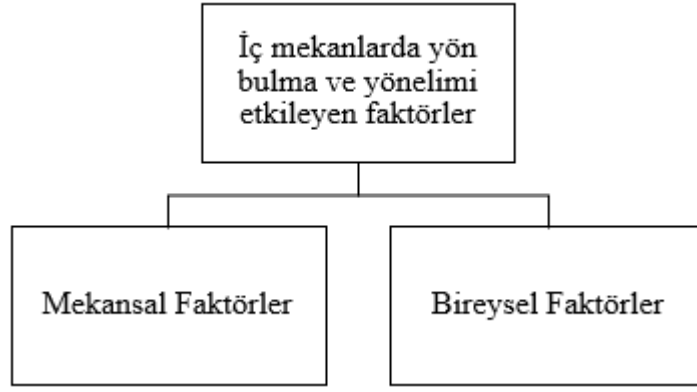 İç mekanlarda yön
bulma ve yönelimi
etkileyen faktörler
Mekansal Faktörler
Bireysel Faktörler